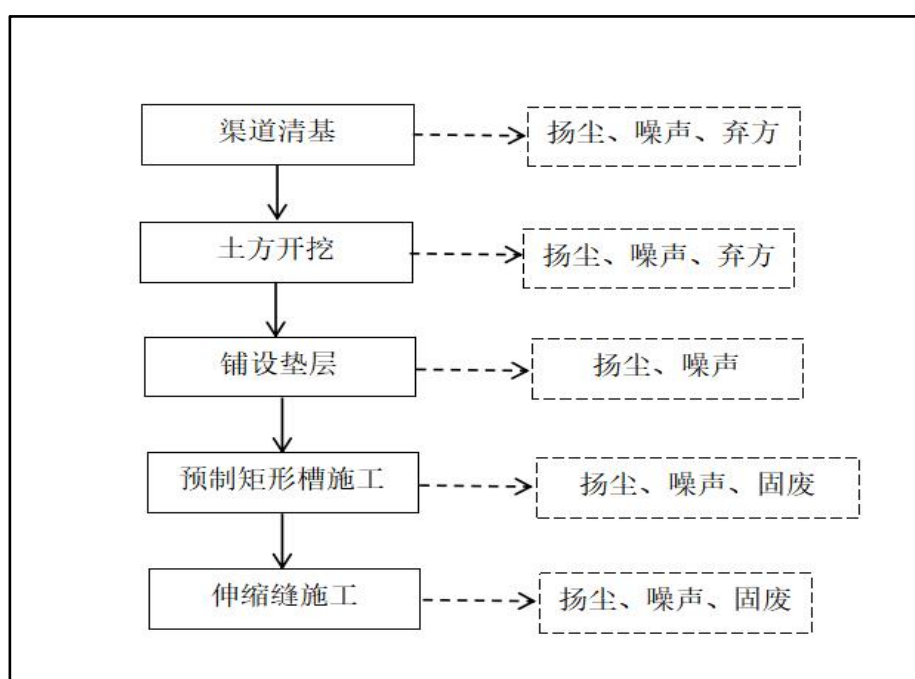 渠道清基
扬尘、噪声、弃方
土方开挖
扬尘、噪声、弃方
铺设垫层
扬尘、噪声
预制矩形槽施工
扬尘、噪声、固废
伸缩缝施工
扬尘、噪声、固废